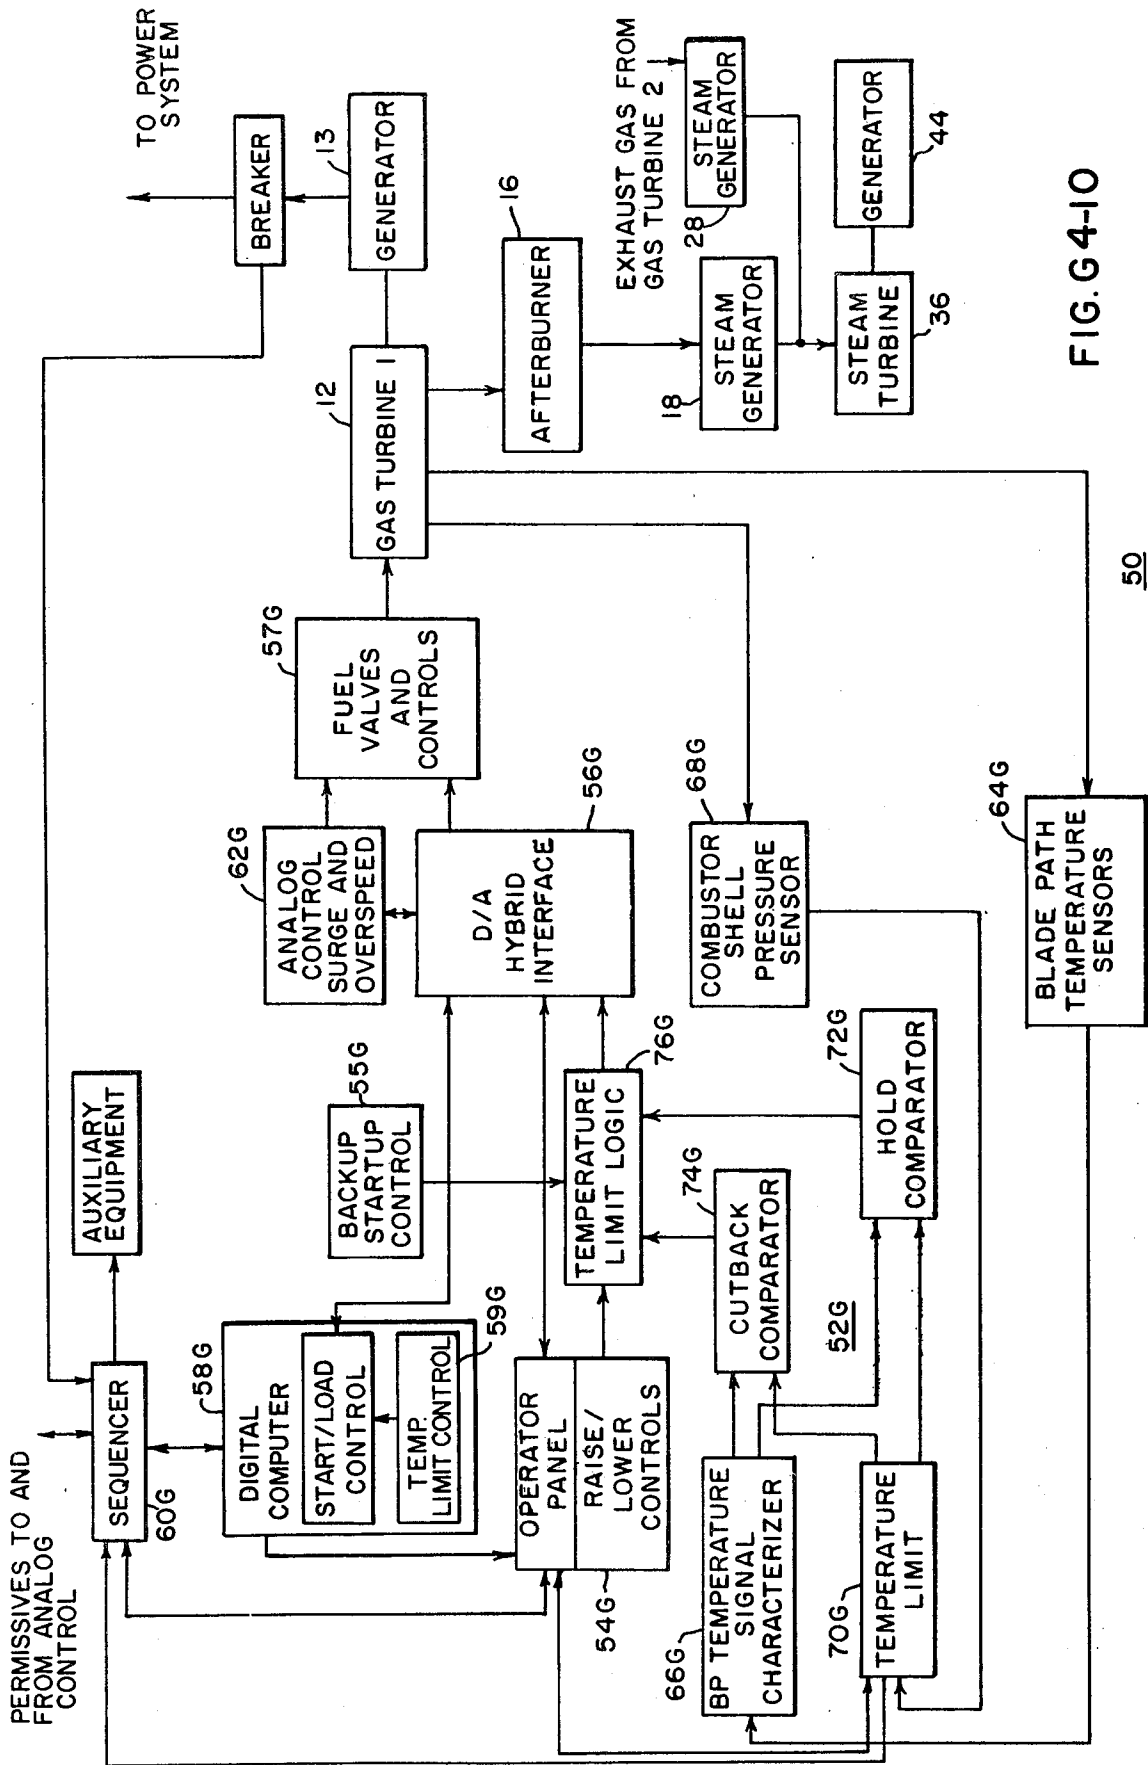 PERMISSIVES TO AND
FROM ANALOG
CONTROL
SEQUENCER
60G
AUXILIARY
EQUIPMENT
58G
DIGITAL
COMPUTER
START/LOAD
CONTROL
TEMP.
LIMIT CONTROL
59G
OPERATOR
PANEL
RAISE/
LOWER
CONTROLS
54G
BACKUP
STARTUP
CONTROL
55G
TEMPERATURE
LIMIT LOGIC
76G
66G
BP TEMPERATURE
SIGNAL
CHARACTERIZER
70G
TEMPERATURE
LIMIT
CUTBACK
COMPARATOR
74G
52G
HOLD
COMPARATOR
72G
62G
ANALOG
CONTROL
SURGE AND
OVERSPEED
D/A
HYBRID
INTERFACE
56G
57G
FUEL
VALVES
AND
CONTROLS
COMBUSTOR
SHELL
PRESSURE
SENSOR
68G
BLADE PATH
TEMPERATURE
SENSORS
64G
TO POWER
SYSTEM
BREAKER
13
GENERATOR
12
GAS TURBINE 1
16
AFTERBURNER
EXHAUST GAS FROM
GAS TURBINE 2
STEAM
GENERATOR
28
18
STEAM
GENERATOR
STEAM
TURBINE
36
GENERATOR
44
50
FIG. G4-10